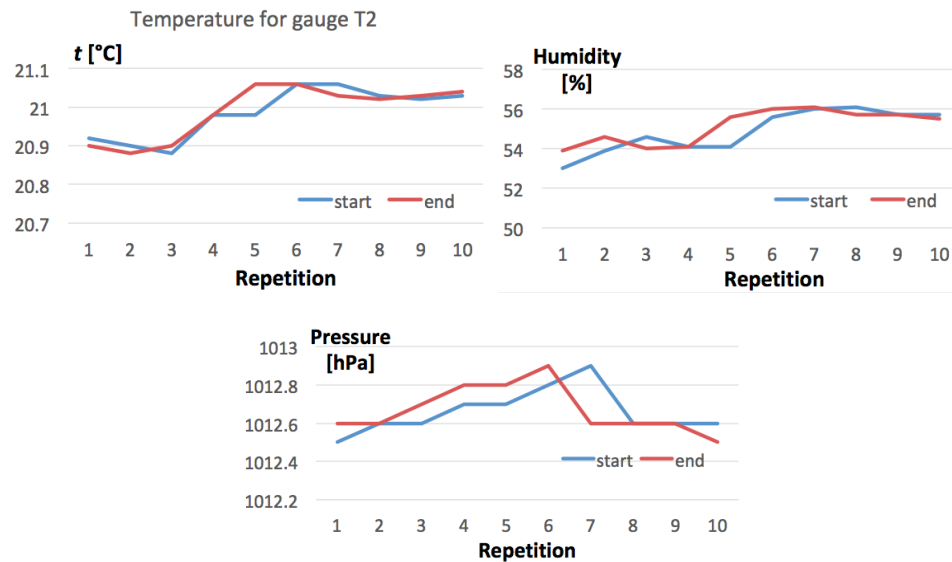 Temperature for gauge T2
t [°C]
21.1
21
20.9
20.8
20.7
start end
1 2 3 4 5 6 7 8 9 10
Repetition
Humidity
[%]
58
56
54
52
50
start end
1 2 3 4 5 6 7 8 9 10
Repetition
Pressure
[hPa]
1013
1012.8
1012.6
1012.4
1012.2
start end
1 2 3 4 5 6 7 8 9 10
Repetition